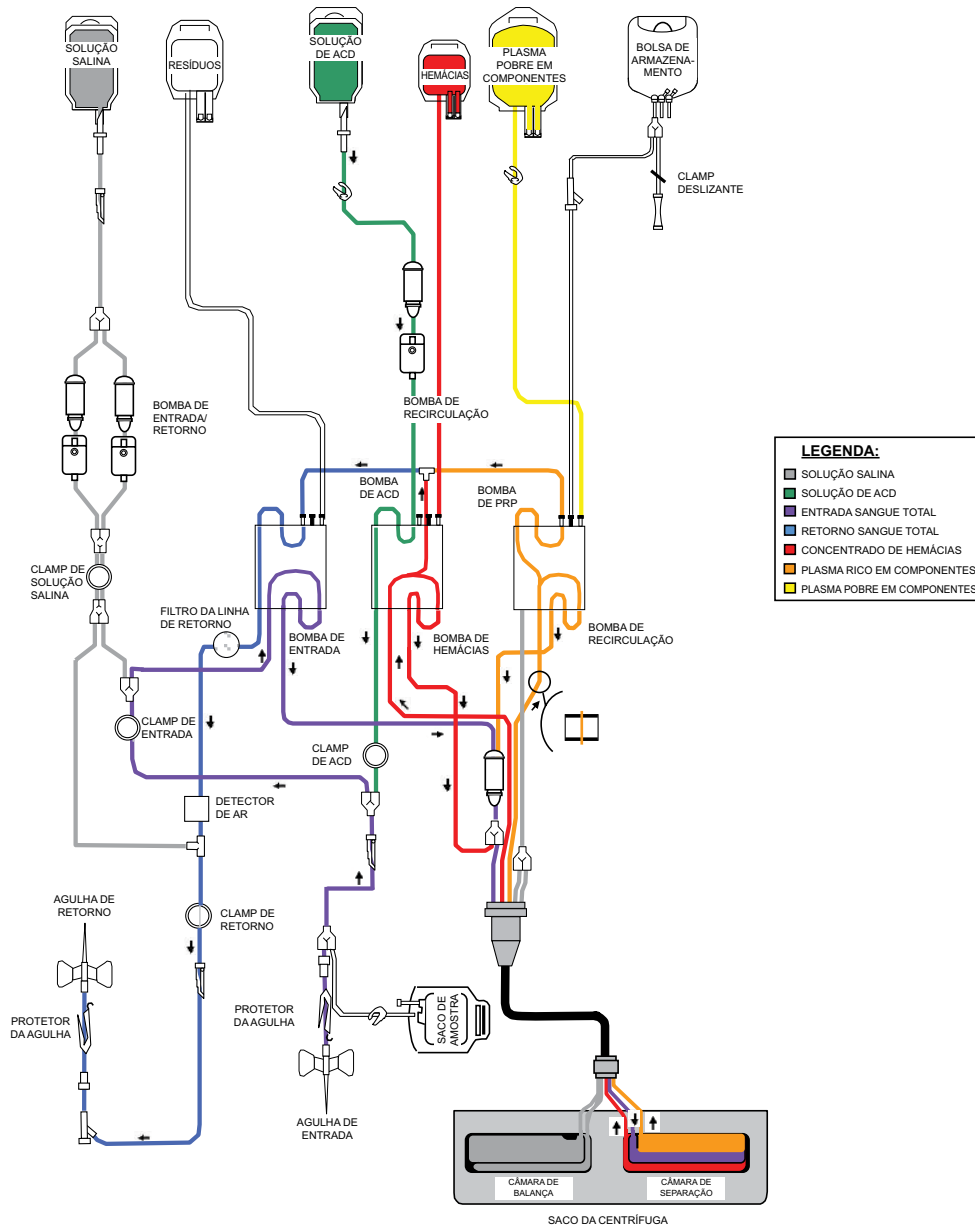 SOLUÇÃO
SALINA
RESÍDUOS
SOLUÇÃO
DE ACD
HEMÁCIAS
PLASMA
POBRE EM
COMPONENTES
BOLSA DE
ARMAZENA-
MENTO
CLAMP
DESLIZANTE
BOMBA DE
ENTRADA/
RETORNO
BOMBA DE
RECIRCULAÇÃO
BOMBA
DE ACD
BOMBA
DE PRP
LEGENDA:
SOLUÇÃO SALINA
SOLUÇÃO DE ACD
ENTRADA SANGUE TOTAL
RETORNO SANGUE TOTAL
CONCENTRADO DE HEMÁCIAS
PLASMA RICO EM COMPONENTES
PLASMA POBRE EM COMPONENTES
CLAMP DE
SOLUÇÃO
SALINA
FILTRO DA LINHA
DE RETORNO
BOMBA DE
ENTRADA
BOMBA DE
HEMÁCIAS
BOMBA DE
RECIRCULAÇÃO
CLAMP DE
ENTRADA
CLAMP
DE ACD
DETECTOR
DE AR
AGULHA DE
RETORNO
CLAMP DE
RETORNO
PROTETOR
DA AGULHA
PROTETOR
DA AGULHA
SACO DE
AMOSTRA
AGULHA DE
ENTRADA
CÂMARA DE
BALANÇA
CÂMARA DE
SEPARAÇÃO
SACO DA CENTRÍFUGA